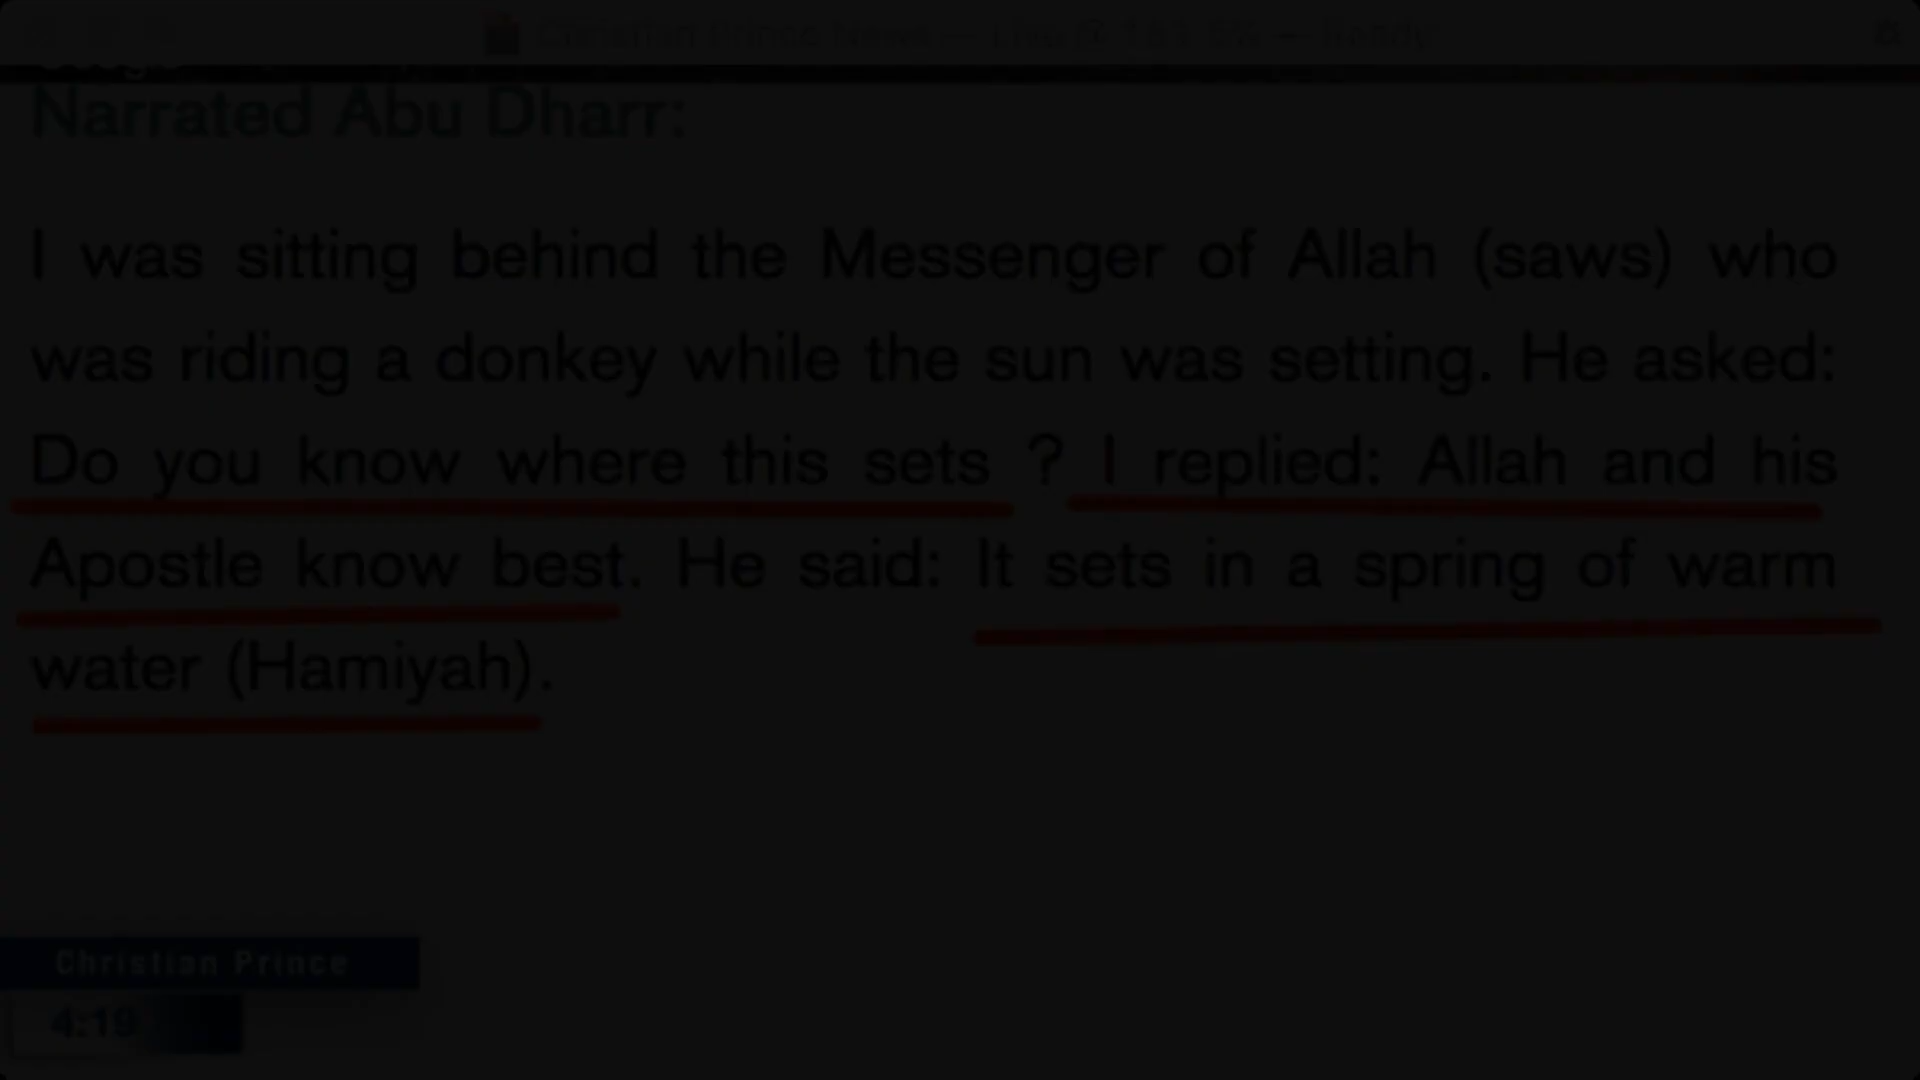 Narrated Abu Dharr:
I was sitting behind the Messenger of Allah (saws) who
was riding a donkey while the sun was setting. He asked:
Do you know where this sets ? I replied: Allah and his
Apostle know best. He said: It sets in a spring of warm
water (Hamiyah).
Christian Prince
4:19